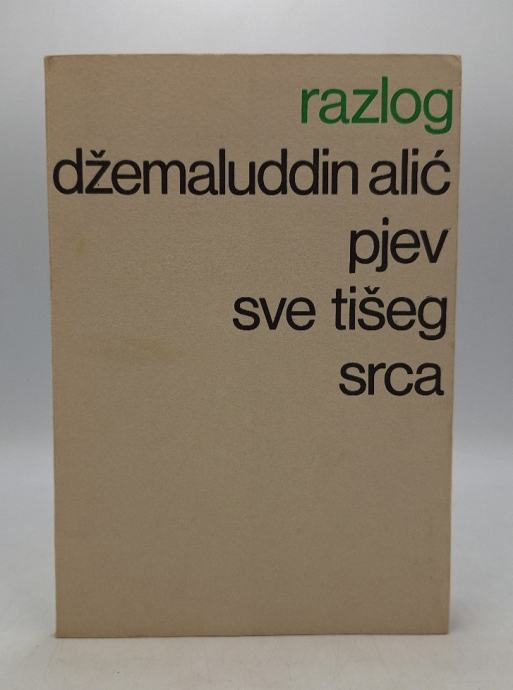 razlog
džemaluddin alić
pjev
sve tišeg
srca